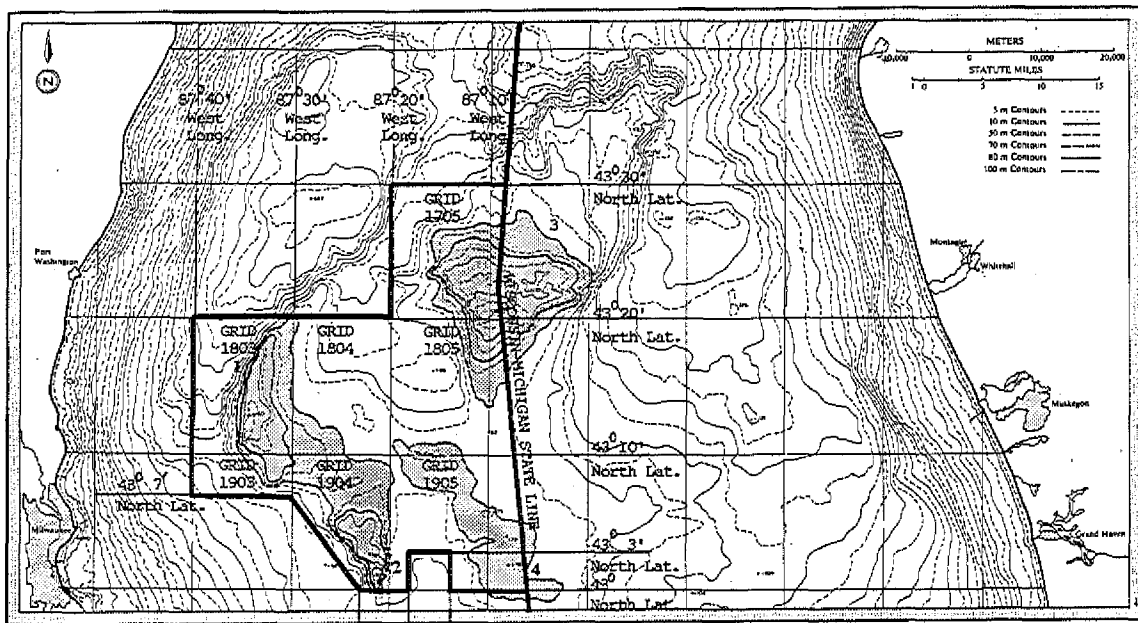 METERS
10,000 0 10,000 20,000
STATUTE MILES
1 0 5 10 15
5 m Contours
10 m Contours
50 m Contours
70 m Contours
80 m Contours
100 m Contours
N
87° 40' West Long.
87° 30' West Long.
87° 20' West Long.
87° 10' West Long.
43° 30' North Lat.
GRID 1705
3
Port Washington
Montague
Whitehall
43° 20' North Lat.
GRID 1803
GRID 1804
GRID 1805
WISCONSIN-MICHIGAN STATE LINE
Muskegon
43° 10' North Lat.
GRID 1903
GRID 1904
GRID 1905
43° 7' North Lat.
Milwaukee
Grand Haven
43° 3' North Lat.
2
4
43° North Lat.